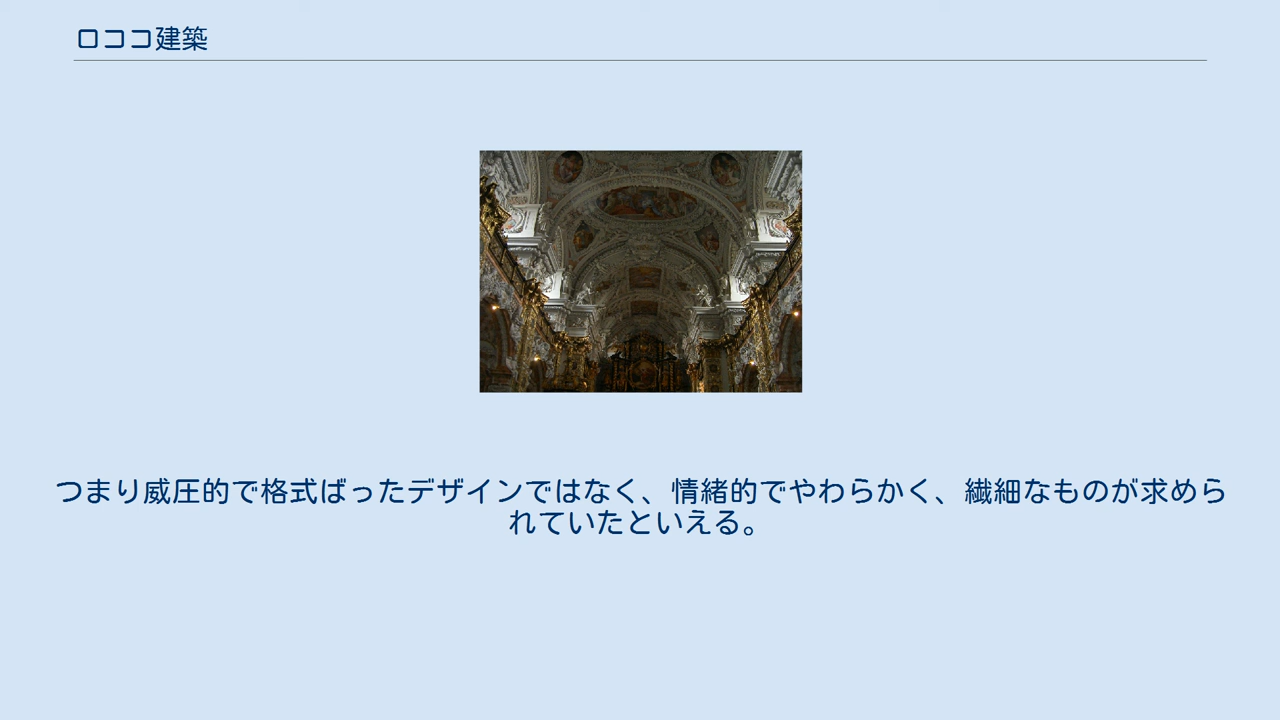 ロココ建築
つまり威圧的で格式ばったデザインではなく、情緒的でやわらかく、繊細なものが求めら
れていたといえる。